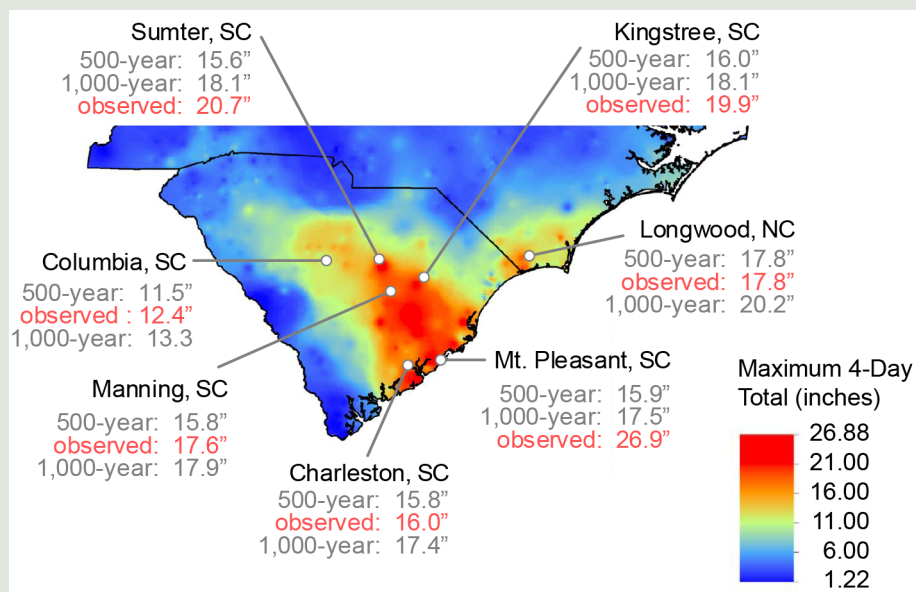 Sumter, SC
500-year: 15.6”
1,000-year: 18.1”
observed: 20.7”
Kingstree, SC
500-year: 16.0”
1,000-year: 18.1”
observed: 19.9”
Longwood, NC
500-year: 17.8”
observed: 17.8”
1,000-year: 20.2”
Columbia, SC
500-year: 11.5”
observed : 12.4”
1,000-year: 13.3
Manning, SC
500-year: 15.8”
observed: 17.6”
1,000-year: 17.9”
Mt. Pleasant, SC
500-year: 15.9”
1,000-year: 17.5”
observed: 26.9”
Charleston, SC
500-year: 15.8”
observed: 16.0”
1,000-year: 17.4”
Maximum 4-Day
Total (inches)
26.88
21.00
16.00
11.00
6.00
1.22